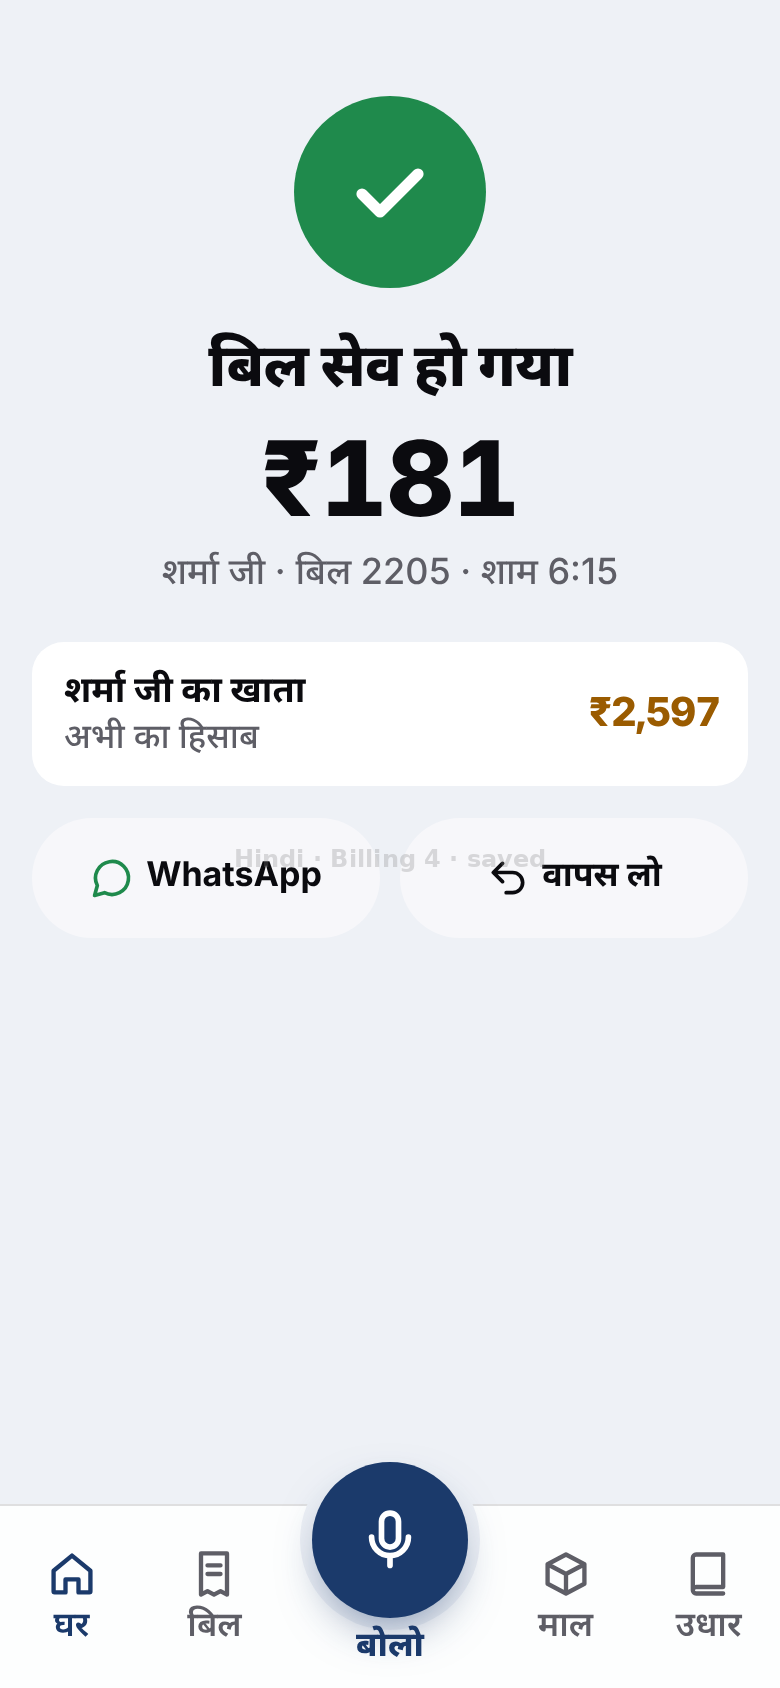 बिल सेव हो गया
₹181
शर्मा जी · बिल 2205 · शाम 6:15
शर्मा जी का खाता
अभी का हिसाब
₹2,597
Hindi · Billing 4 · saved
WhatsApp
वापस लो
घर
बिल
बोलो
माल
उधार